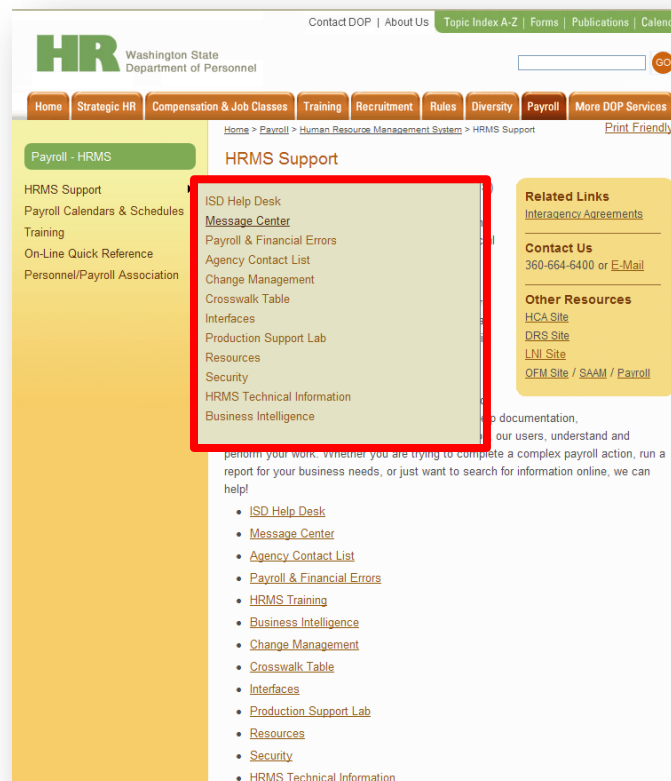 Contact DOP | About Us Topic Index A-Z | Forms | Publications |
HR Washington State
Department of Personnel
GO
Home Strategic HR Compensation & Job Classes Training Recruitment Rules Diversity Payroll More DOP Services
Home > Payroll > Human Resource Management System > HRMS Support Print Friendly
Payroll - HRMS
HRMS Support
HRMS Support
Payroll Calendars & Schedules
Training
On-Line Quick Reference
Personnel/Payroll Association
ISD Help Desk
Message Center
Payroll & Financial Errors
Agency Contact List
Change Management
Crosswalk Table
Interfaces
Production Support Lab
Resources
Security
HRMS Technical Information
Business Intelligence
Related Links
Interagency Agreements
Contact Us
360-664-6400 or E-Mail
Other Resources
HCA Site
DRS Site
LNI Site
OFM Site / SAAM / Payroll
documentation,
our users, understand and
perform your work. Whether you are trying to complete a complex payroll action, run a
report for your business needs, or just want to search for information online, we can
help!
• ISD Help Desk
• Message Center
• Agency Contact List
• Payroll & Financial Errors
• HRMS Training
• Business Intelligence
• Change Management
• Crosswalk Table
• Interfaces
• Production Support Lab
• Resources
• Security
• HRMS Technical Information